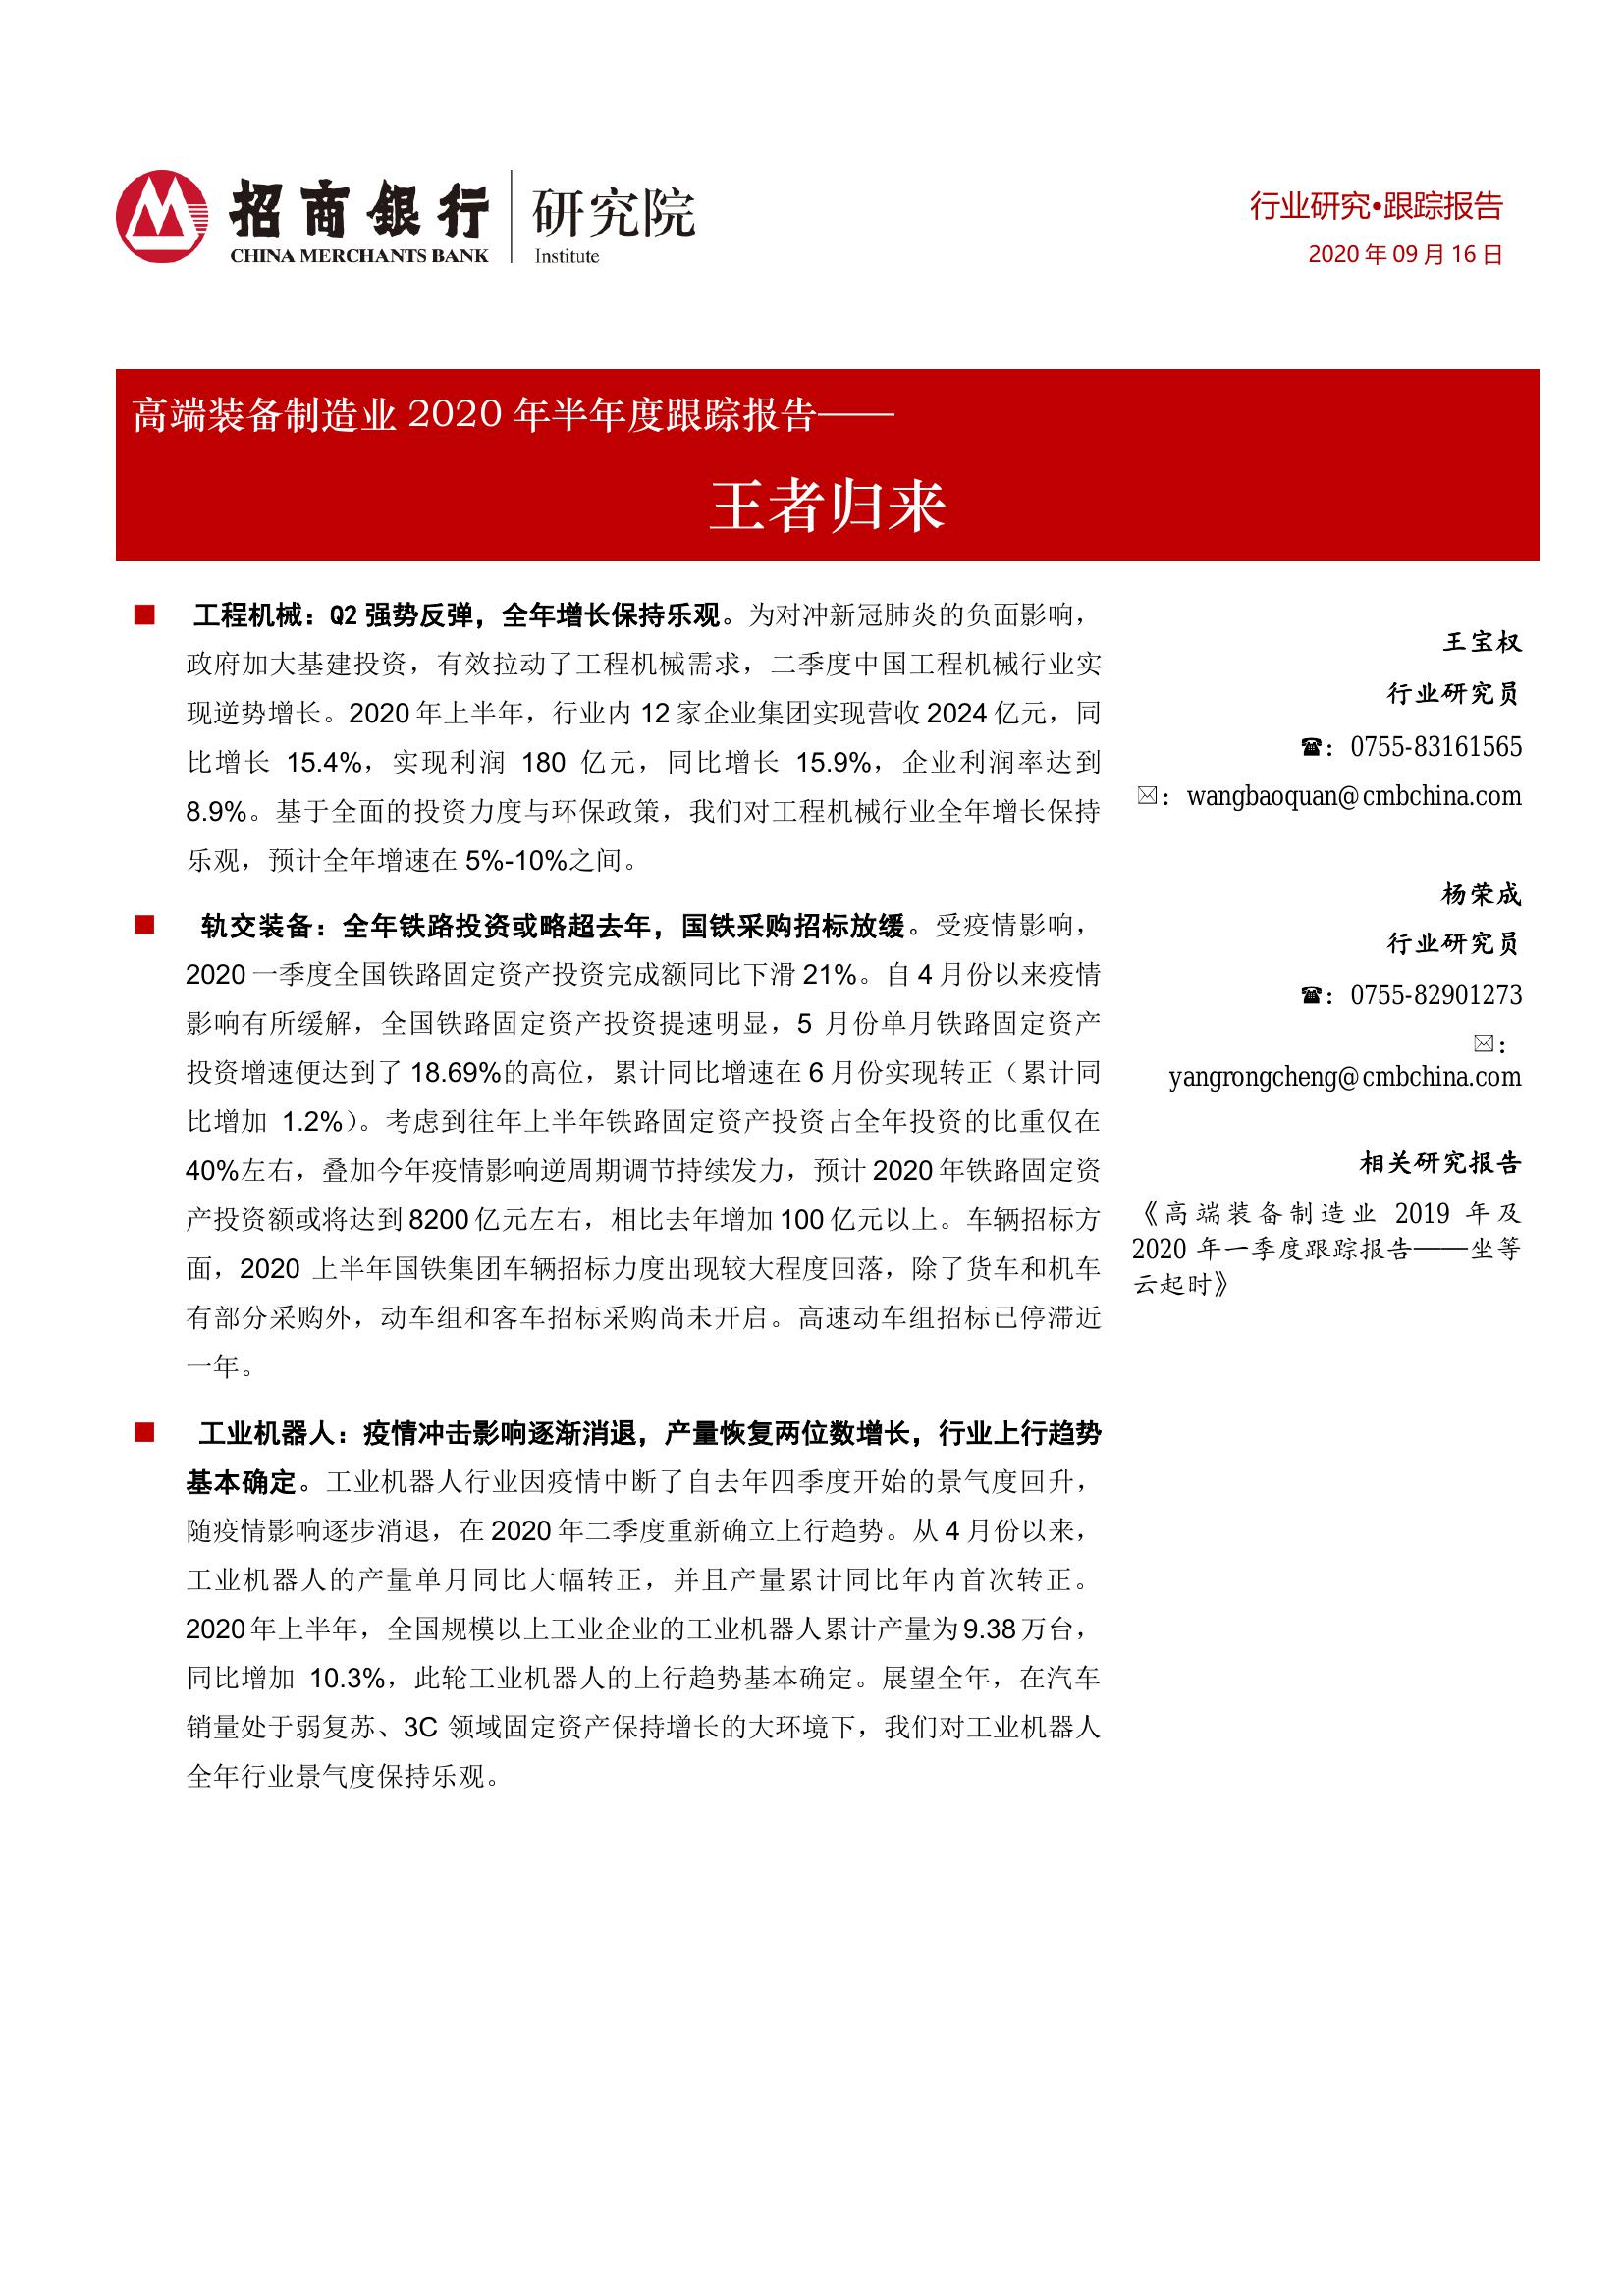 招商银行 研究院
CHINA MERCHANTS BANK Institute
行业研究•跟踪报告
2020 年 09 月 16 日
高端装备制造业 2020 年半年度跟踪报告——
王者归来
■ 工程机械：Q2 强势反弹，全年增长保持乐观。为对冲新冠肺炎的负面影响，
政府加大基建投资，有效拉动了工程机械需求，二季度中国工程机械行业实
现逆势增长。2020 年上半年，行业内 12 家企业集团实现营收 2024 亿元，同
比增长 15.4%，实现利润 180 亿元，同比增长 15.9%，企业利润率达到
8.9%。基于全面的投资力度与环保政策，我们对工程机械行业全年增长保持
乐观，预计全年增速在 5%-10%之间。
■ 轨交装备：全年铁路投资或略超去年，国铁采购招标放缓。受疫情影响，
2020 一季度全国铁路固定资产投资完成额同比下滑 21%。自 4 月份以来疫情
影响有所缓解，全国铁路固定资产投资提速明显，5 月份单月铁路固定资产
投资增速便达到了 18.69%的高位，累计同比增速在 6 月份实现转正（累计同
比增加 1.2%）。考虑到往年上半年铁路固定资产投资占全年投资的比重仅在
40%左右，叠加今年疫情影响逆周期调节持续发力，预计 2020 年铁路固定资
产投资额或将达到 8200 亿元左右，相比去年增加 100 亿元以上。车辆招标方
面，2020 上半年国铁集团车辆招标力度出现较大程度回落，除了货车和机车
有部分采购外，动车组和客车招标采购尚未开启。高速动车组招标已停滞近
一年。
■ 工业机器人：疫情冲击影响逐渐消退，产量恢复两位数增长，行业上行趋势
基本确定。工业机器人行业因疫情中断了自去年四季度开始的景气度回升，
随疫情影响逐步消退，在 2020 年二季度重新确立上行趋势。从 4 月份以来，
工业机器人的产量单月同比大幅转正，并且产量累计同比年内首次转正。
2020 年上半年，全国规模以上工业企业的工业机器人累计产量为 9.38 万台，
同比增加 10.3%，此轮工业机器人的上行趋势基本确定。展望全年，在汽车
销量处于弱复苏、3C 领域固定资产保持增长的大环境下，我们对工业机器人
全年行业景气度保持乐观。
王宝权
行业研究员
☎：0755-83161565
✉：wangbaoquan@cmbchina.com
杨荣成
行业研究员
☎：0755-82901273
✉：
yangrongcheng@cmbchina.com
相关研究报告
《高端装备制造业 2019 年及
2020 年一季度跟踪报告——坐等
云起时》